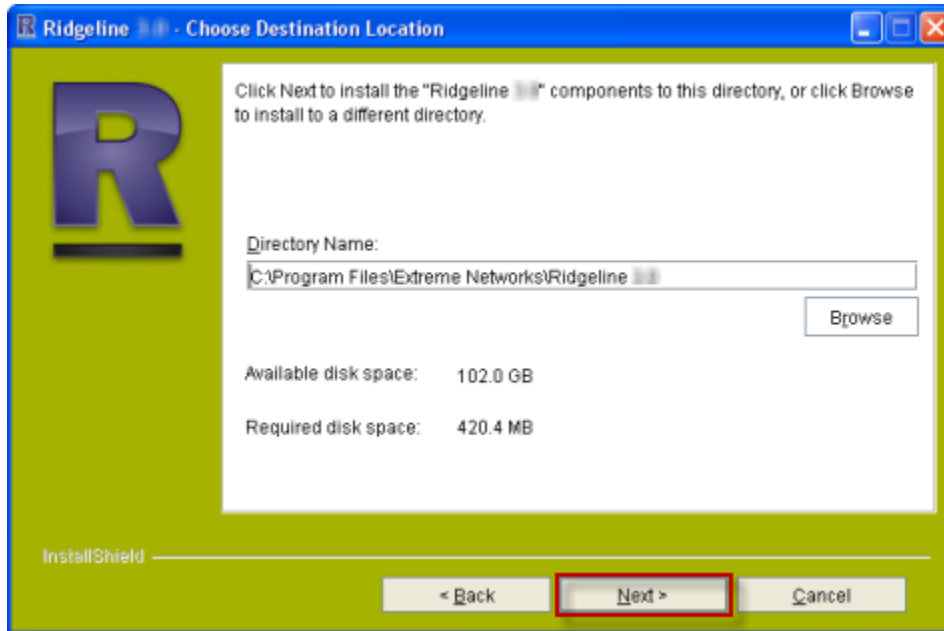 Ridgeline - Choose Destination Location
R
Click Next to install the "Ridgeline " components to this directory, or click Browse
to install to a different directory.
Directory Name:
C:\Program Files\Extreme Networks\Ridgeline
Browse
Available disk space: 102.0 GB
Required disk space: 420.4 MB
InstallShield
< Back
Next >
Cancel